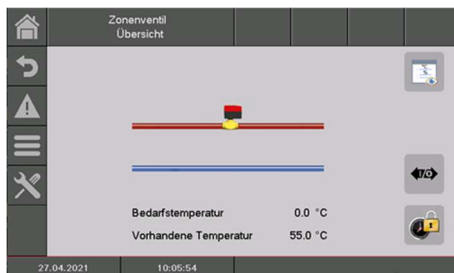 Zonenventil
Übersicht
I/O
Bedarfstemperatur 0.0 °C
Vorhandene Temperatur 55.0 °C
27.04.2021 10:05:54